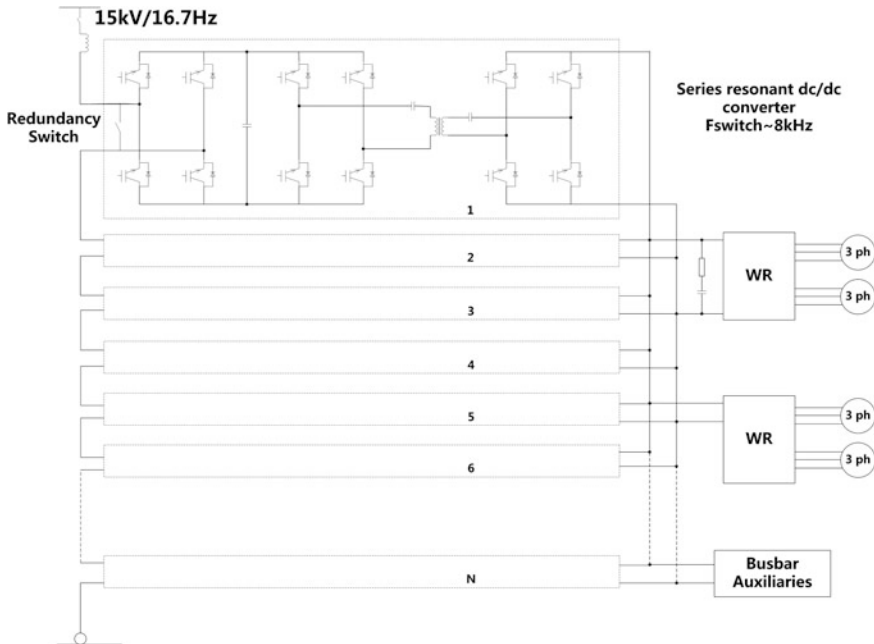 15kV/16.7Hz
Redundancy
Switch
Series resonant dc/dc
converter
Fswitch~8kHz
1
2
3
4
5
6
N
WR
3 ph
3 ph
WR
3 ph
3 ph
Busbar
Auxiliaries